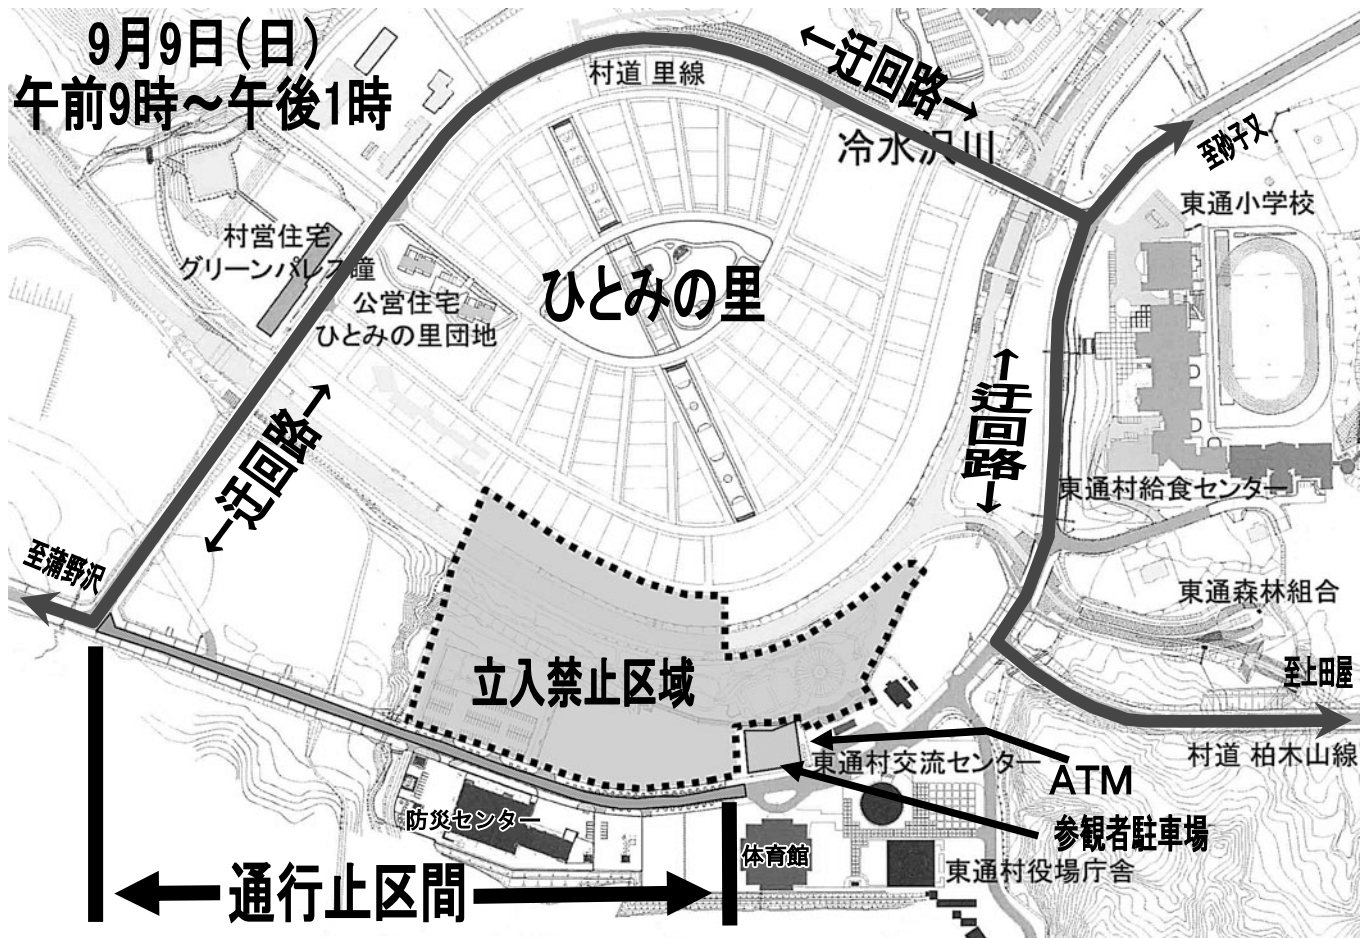 9月9日(日)
午前9時～午後1時
村道 里線
←迂回路→
冷水沢川
至砂子又
東通小学校
村営住宅
グリーンパレス瞳
公営住宅
ひとみの里団地
ひとみの里
←迂回路→
←迂回路→
東通村給食センター
至蒲野沢
東通森林組合
立入禁止区域
至上田屋
村道 柏木山線
東通村交流センター
ATM
防災センター
参観者駐車場
体育館
東通村役場庁舎
通行止区間